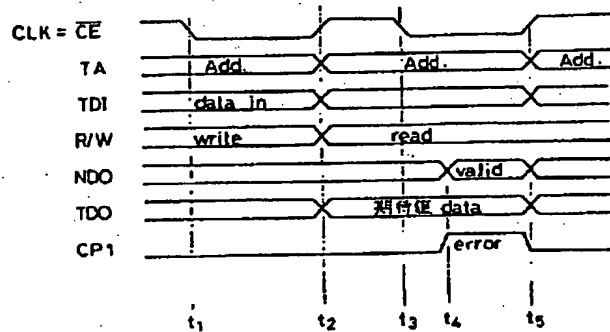 CLK = CE
TA Add. Add. Add.
TDI data in
R/W write read
NDO valid
TDO 期待値 data
CP1 error
t1 t2 t3 t4 t5